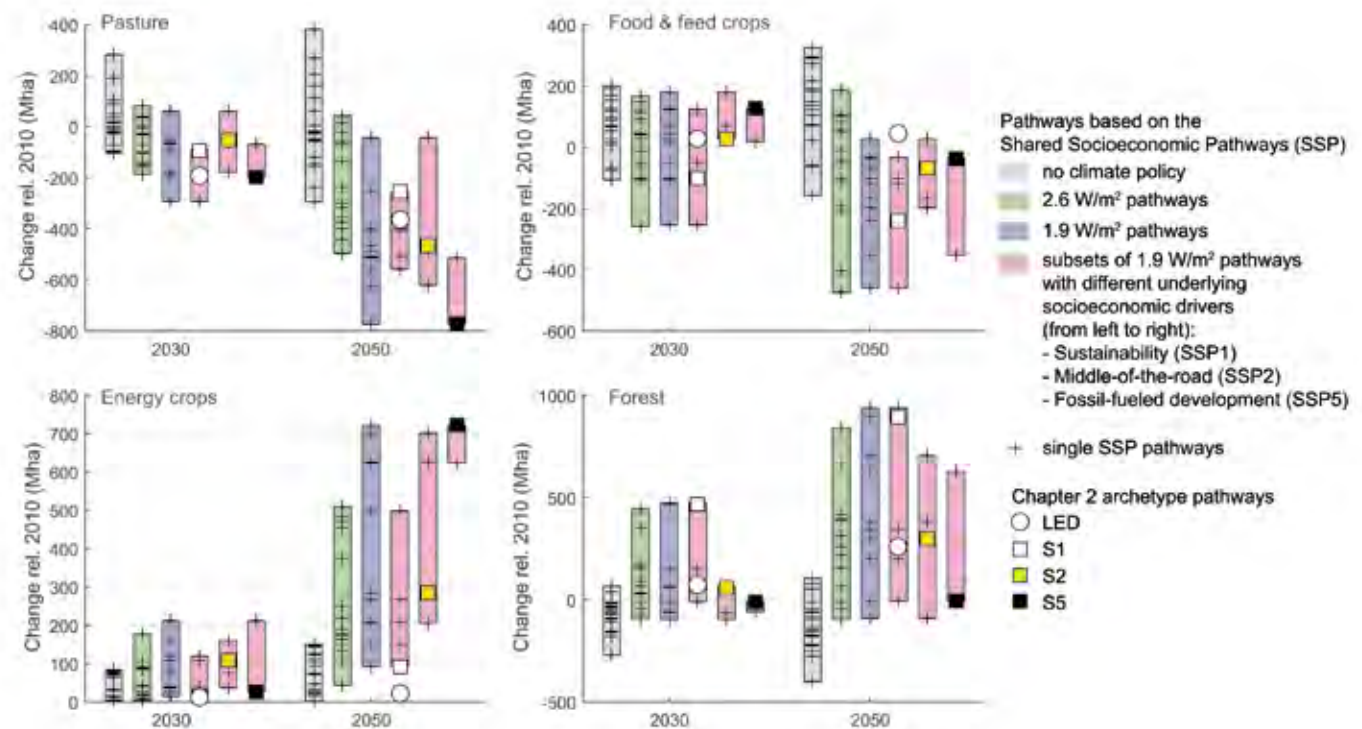 Pasture
Change rel. 2010 (Mha)
400
200
0
-200
-400
-600
-800
2030
2050
Food & feed crops
Change rel. 2010 (Mha)
400
200
0
-200
-400
-600
2030
2050
Energy crops
Change rel. 2010 (Mha)
800
700
600
500
400
300
200
100
0
2030
2050
Forest
Change rel. 2010 (Mha)
1000
500
0
-500
2030
2050
Pathways based on the
Shared Socioeconomic Pathways (SSP)
no climate policy
2.6 W/m² pathways
1.9 W/m² pathways
subsets of 1.9 W/m² pathways
with different underlying
socioeconomic drivers
(from left to right):
- Sustainability (SSP1)
- Middle-of-the-road (SSP2)
- Fossil-fueled development (SSP5)
single SSP pathways
Chapter 2 archetype pathways
LED
S1
S2
S5